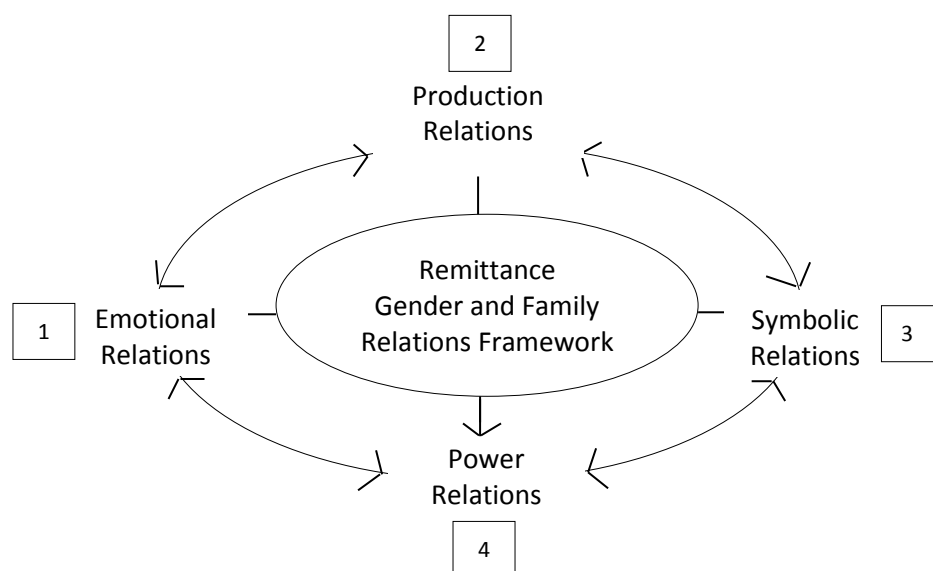 2
Production
Relations
Remittance
Gender and Family
Relations Framework
1
Emotional
Relations
Symbolic
Relations
3
Power
Relations
4